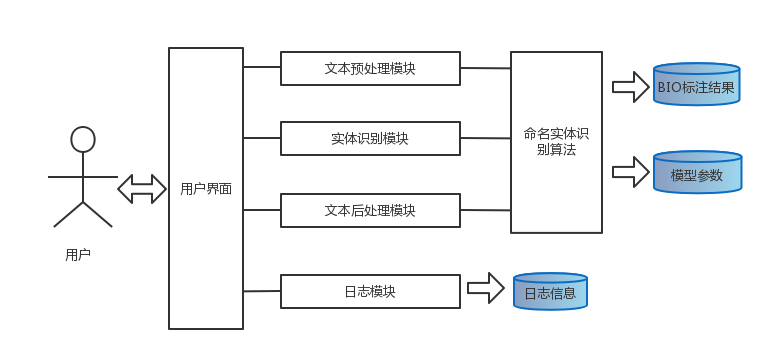 文本预处理模块
BIO标注结果
命名实体识
别算法
实体识别模块
模型参数
用户界面
文本后处理模块
用户
日志模块
日志信息